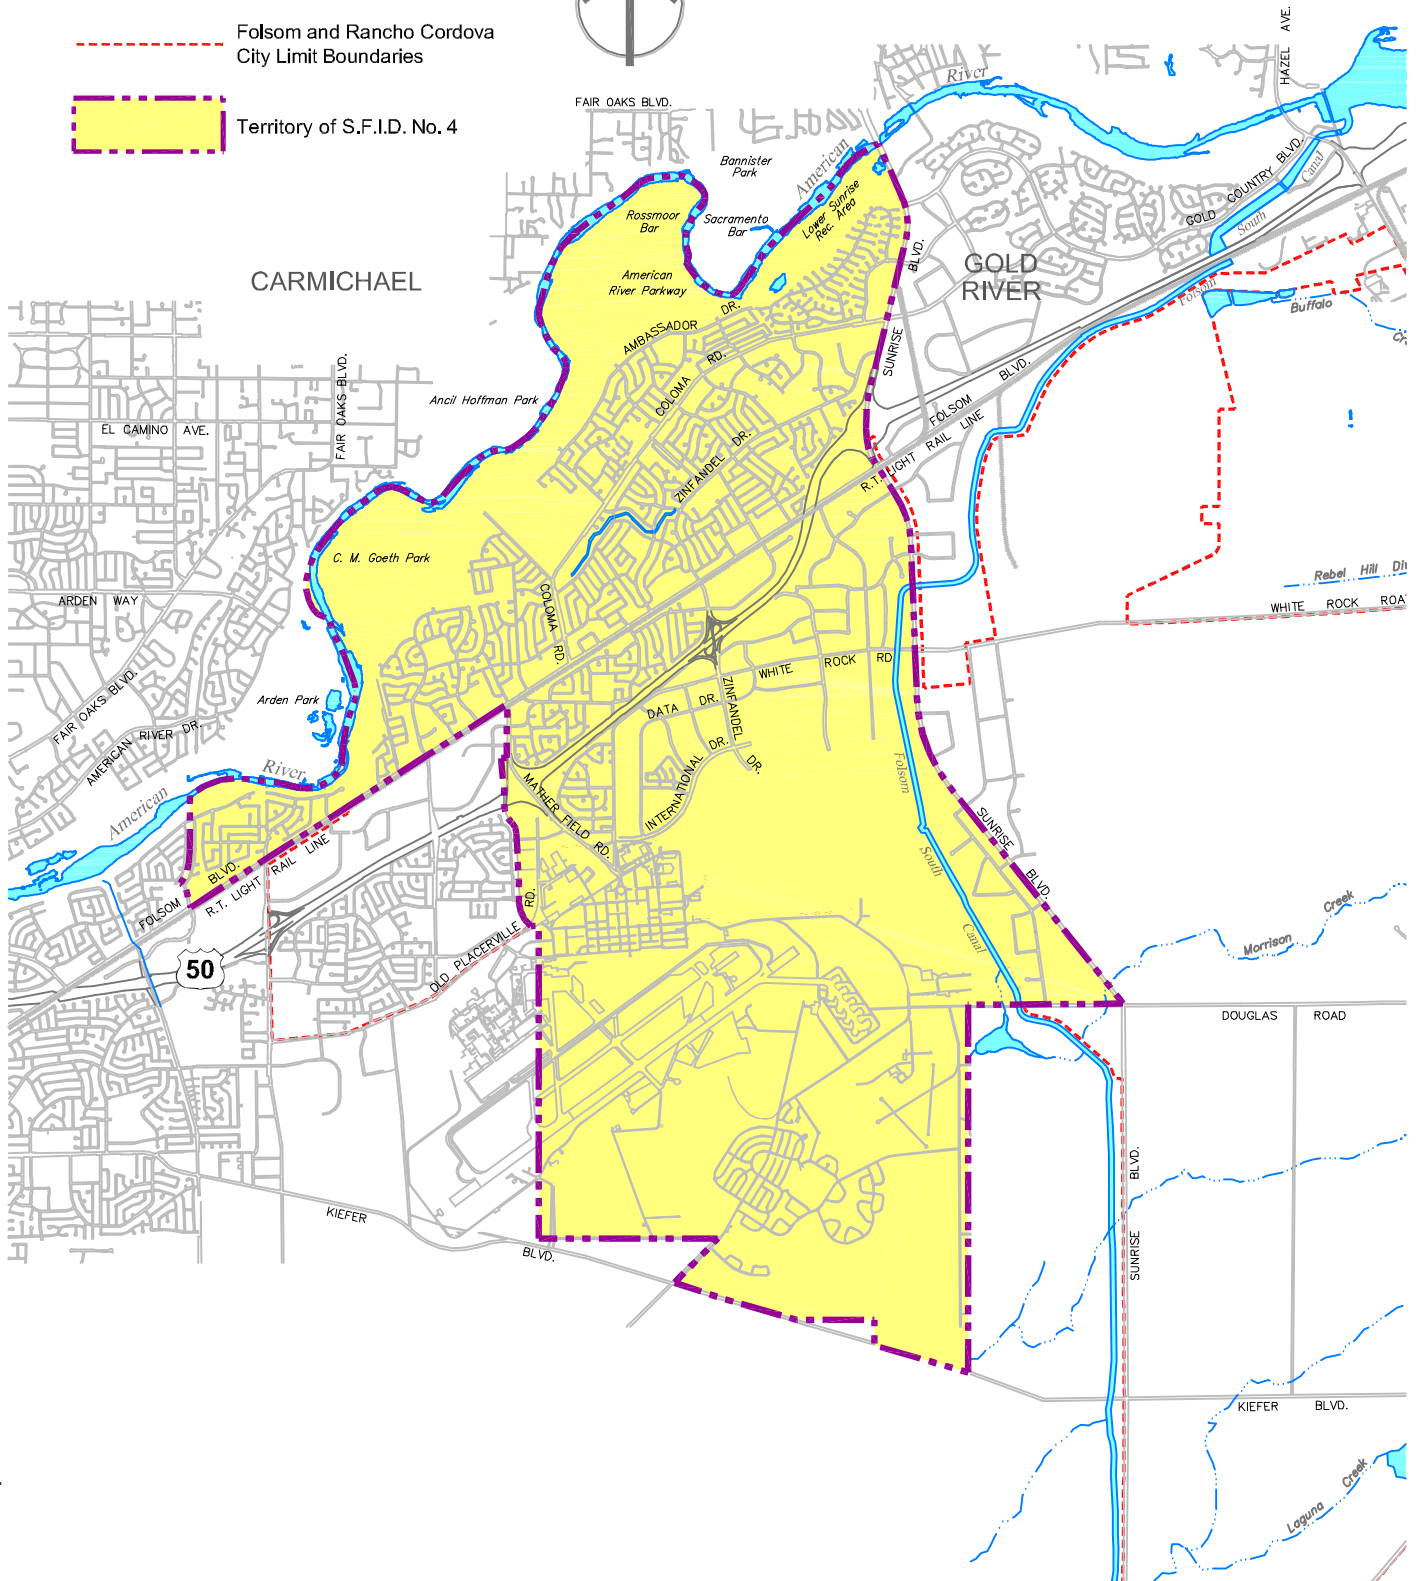 Folsom and Rancho Cordova
City Limit Boundaries
Territory of S.F.I.D. No. 4
FAIR OAKS BLVD.
HAZEL AVE.
River
American
Bannister
Park
Rossmoor
Bar
Sacramento
Bar
Lower Sunrise
Rec. Area
American
River Parkway
CARMICHAEL
GOLD
RIVER
GOLD COUNTRY BLVD.
Folsom
South
Canal
Buffalo
AMBASSADOR DR.
COLOMA RD.
SUNRISE
BLVD.
FOLSOM
BLVD.
R.T. LIGHT RAIL LINE
Ancil Hoffman Park
FAIR OAKS BLVD.
EL CAMINO AVE.
ZINFANDEL DR.
C. M. Goeth Park
ARDEN WAY
COLOMA RD.
Rebel Hill
WHITE ROCK
WHITE ROCK RD
ZINFANDEL DR.
DATA DR.
INTERNATIONAL DR.
Arden Park
FAIR OAKS BLVD.
AMERICAN RIVER DR.
River
American
MATHER FIELD RD.
Folsom
South
Canal
SUNRISE
BLVD.
FOLSOM
BLVD.
R.T. LIGHT RAIL LINE
50
OLD PLACERVILLE
RD.
Morrison
Creek
DOUGLAS ROAD
KIEFER
BLVD.
SUNRISE
BLVD.
KIEFER BLVD.
Laguna
Creek